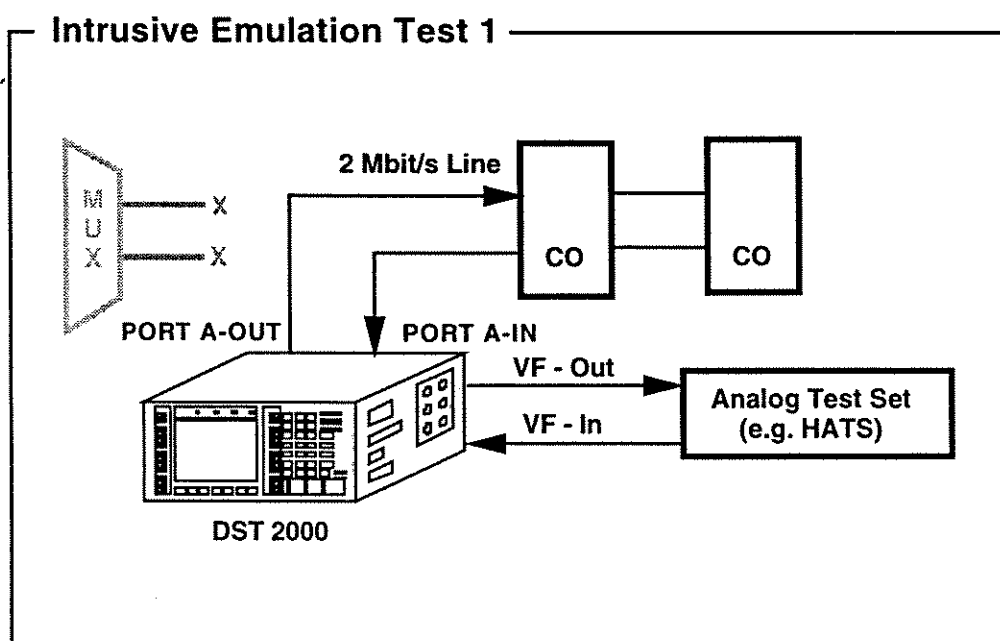 Intrusive Emulation Test 1
2 Mbit/s Line
MUX
X
X
CO
CO
PORT A-OUT
PORT A-IN
VF - Out
Analog Test Set
(e.g. HATS)
VF - In
DST 2000